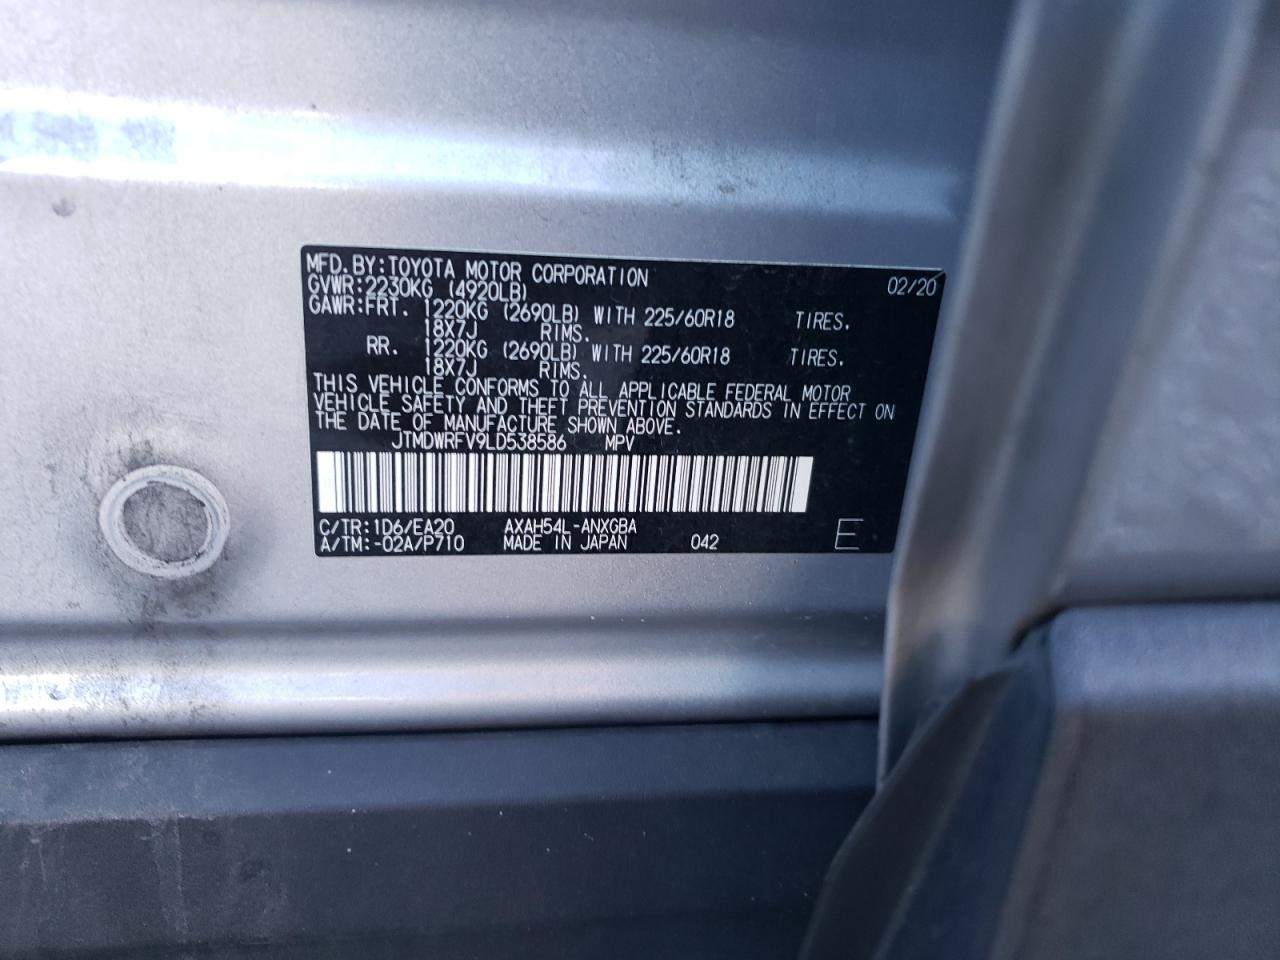 MFD.BY:TOYOTA MOTOR CORPORATION 02/20
GVWR:2230KG (4920LB)
GAWR:FRT. 1220KG (2690LB) WITH 225/60R18 TIRES.
18X7J RIMS.
RR. 1220KG (2690LB) WITH 225/60R18 TIRES.
18X7J RIMS.
THIS VEHICLE CONFORMS TO ALL APPLICABLE FEDERAL MOTOR
VEHICLE SAFETY AND THEFT PREVENTION STANDARDS IN EFFECT ON
THE DATE OF MANUFACTURE SHOWN ABOVE.
JTMDWRFV9LD538586 MPV
C/TR:1D6/EA20 AXAH54L-ANXGBA
A/TM:-02A/P710 MADE IN JAPAN 042 E